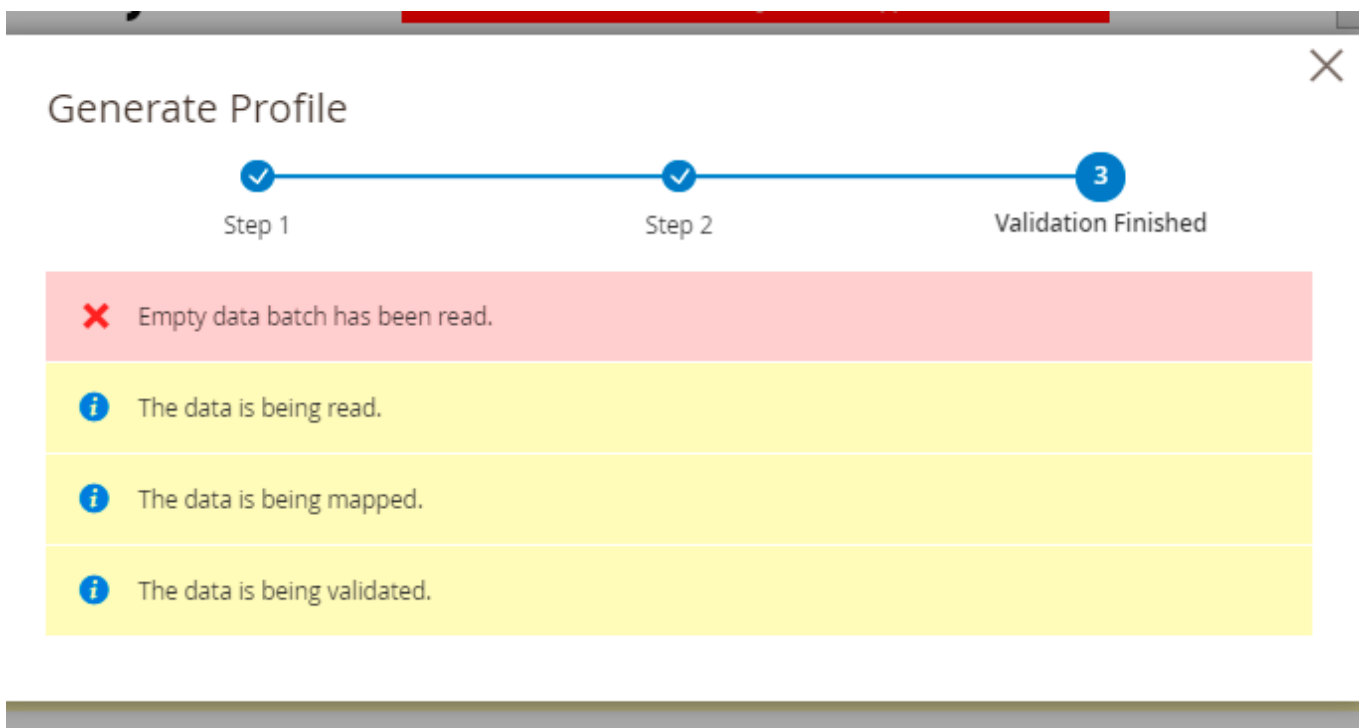 Generate Profile
3
Step 1
Step 2
Validation Finished
Empty data batch has been read.
The data is being read.
The data is being mapped.
The data is being validated.